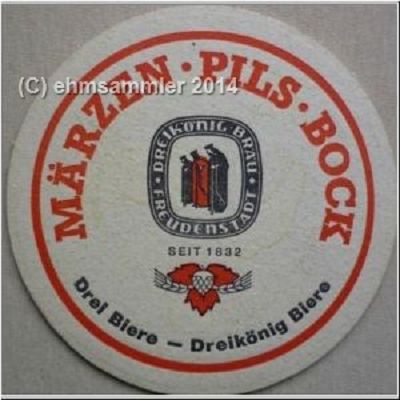 (C) ehmsammler 2014
MÄRZEN · PILS · BOCK
· DREIKÖNIG-BRÄU ·
FREUDENSTADT
SEIT 1832
Drei Biere – Dreikönig Biere